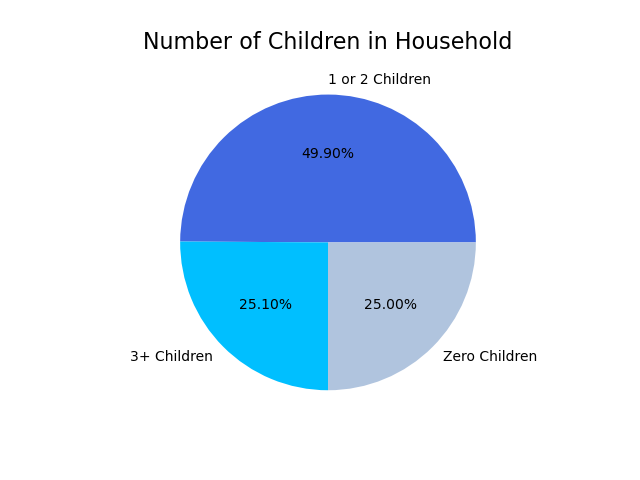 Number of Children in Household
1 or 2 Children
49.90%
25.10%
25.00%
3+ Children
Zero Children